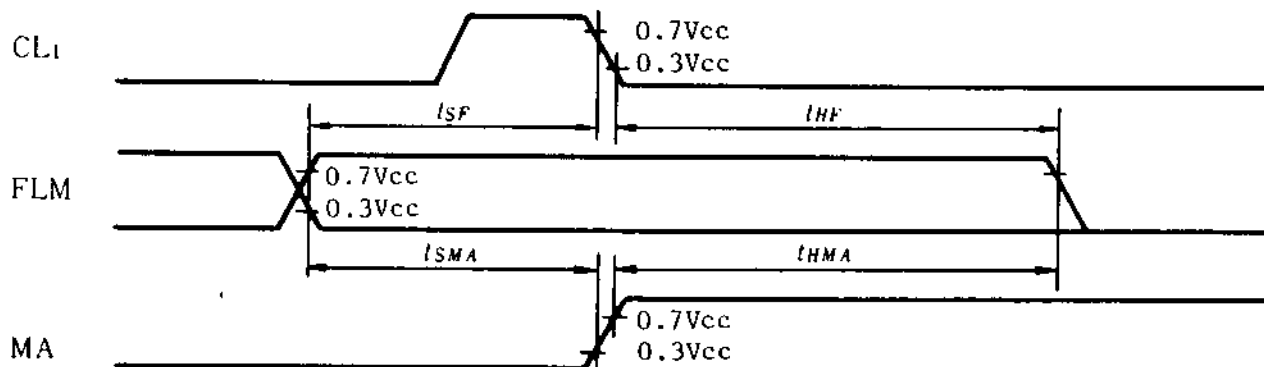 CL1
0.7Vcc
0.3Vcc
tSF
tHF
FLM
0.7Vcc
0.3Vcc
tSMA
tHMA
MA
0.7Vcc
0.3Vcc